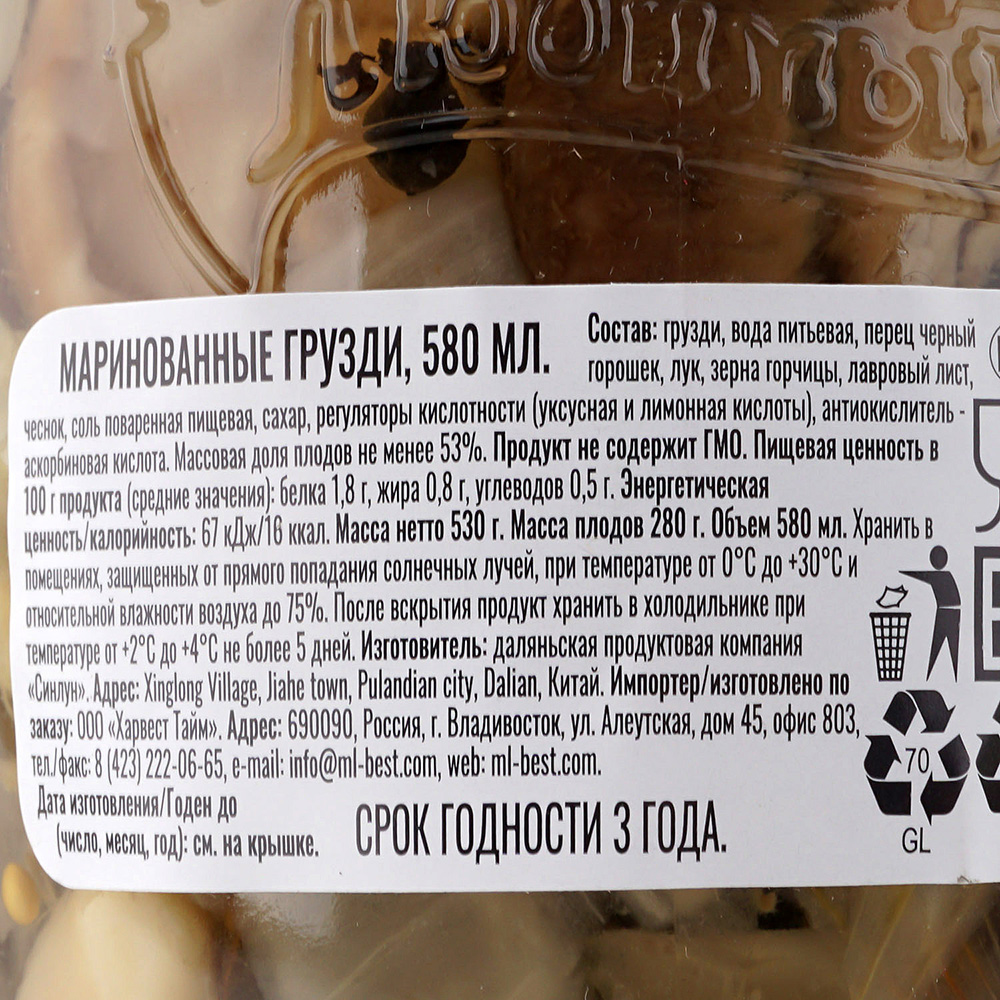 МАРИНОВАННЫЕ ГРУЗДИ, 580 МЛ.
Состав: грузди, вода питьевая, перец черный
горошек, лук, зерна горчицы, лавровый лист,
чеснок, соль поваренная пищевая, сахар, регуляторы кислотности (уксусная и лимонная кислоты), антиокислитель -
аскорбиновая кислота. Массовая доля плодов не менее 53%. Продукт не содержит ГМО. Пищевая ценность в
100 г продукта (средние значения): белка 1,8 г, жира 0,8 г, углеводов 0,5 г. Энергетическая
ценность/калорийность: 67 кДж/16 ккал. Масса нетто 530 г. Масса плодов 280 г. Объем 580 мл. Хранить в
помещениях, защищенных от прямого попадания солнечных лучей, при температуре от 0°C до +30°C и
относительной влажности воздуха до 75%. После вскрытия продукт хранить в холодильнике при
температуре от +2°C до +4°C не более 5 дней. Изготовитель: даляньская продуктовая компания
«Синлун». Адрес: Xinglong Village, Jiahe town, Pulandian city, Dalian, Китай. Импортер/изготовлено по
заказу: ООО «Харвест Тайм». Адрес: 690090, Россия, г. Владивосток, ул. Алеутская, дом 45, офис 803,
тел./факс: 8 (423) 222-06-65, e-mail: info@ml-best.com, web: ml-best.com.
Дата изготовления/Годен до
(число, месяц, год): см. на крышке.
СРОК ГОДНОСТИ 3 ГОДА.
70
GL